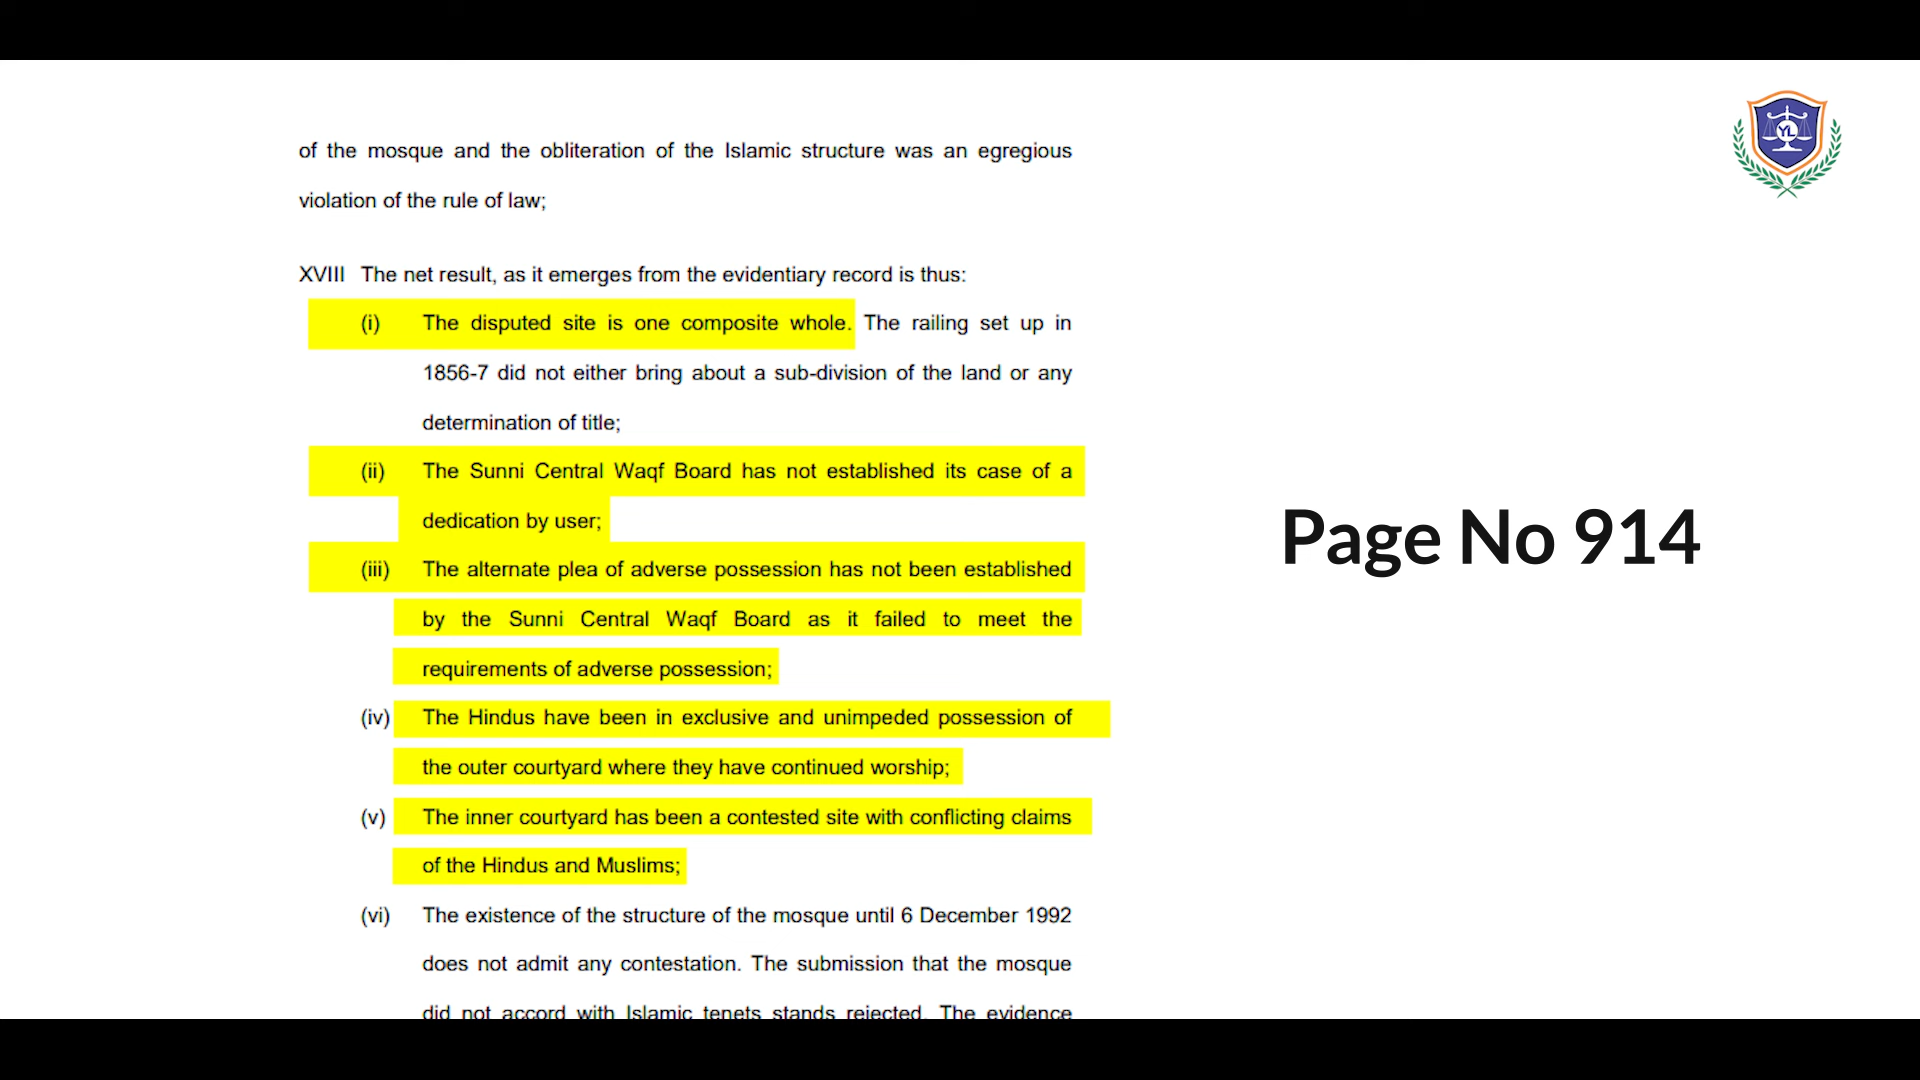 of the mosque and the obliteration of the Islamic structure was an egregious
violation of the rule of law;
XVIII The net result, as it emerges from the evidentiary record is thus:
(i) The disputed site is one composite whole. The railing set up in
1856-7 did not either bring about a sub-division of the land or any
determination of title;
(ii) The Sunni Central Waqf Board has not established its case of a
dedication by user;
(iii) The alternate plea of adverse possession has not been established
by the Sunni Central Waqf Board as it failed to meet the
requirements of adverse possession;
(iv) The Hindus have been in exclusive and unimpeded possession of
the outer courtyard where they have continued worship;
(v) The inner courtyard has been a contested site with conflicting claims
of the Hindus and Muslims;
(vi) The existence of the structure of the mosque until 6 December 1992
does not admit any contestation. The submission that the mosque
did not accord with Islamic tenets stands rejected. The evidence
Page No 914
YL